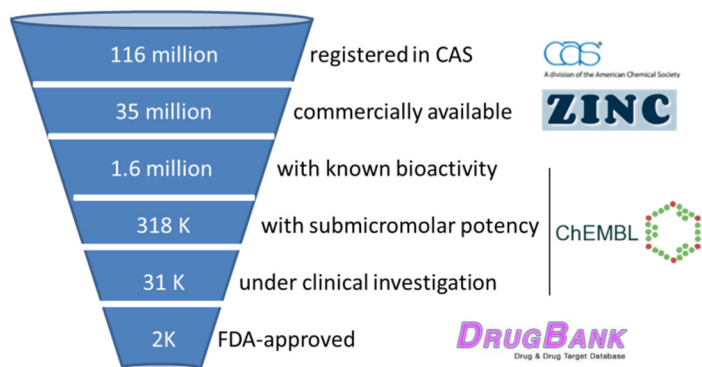 116 million registered in CAS
CAS®
A division of the American Chemical Society
35 million commercially available
ZINC
1.6 million with known bioactivity
318 K with submicromolar potency
ChEMBL
31 K under clinical investigation
2K FDA-approved
DRUGBANK
Drug & Drug Target Database